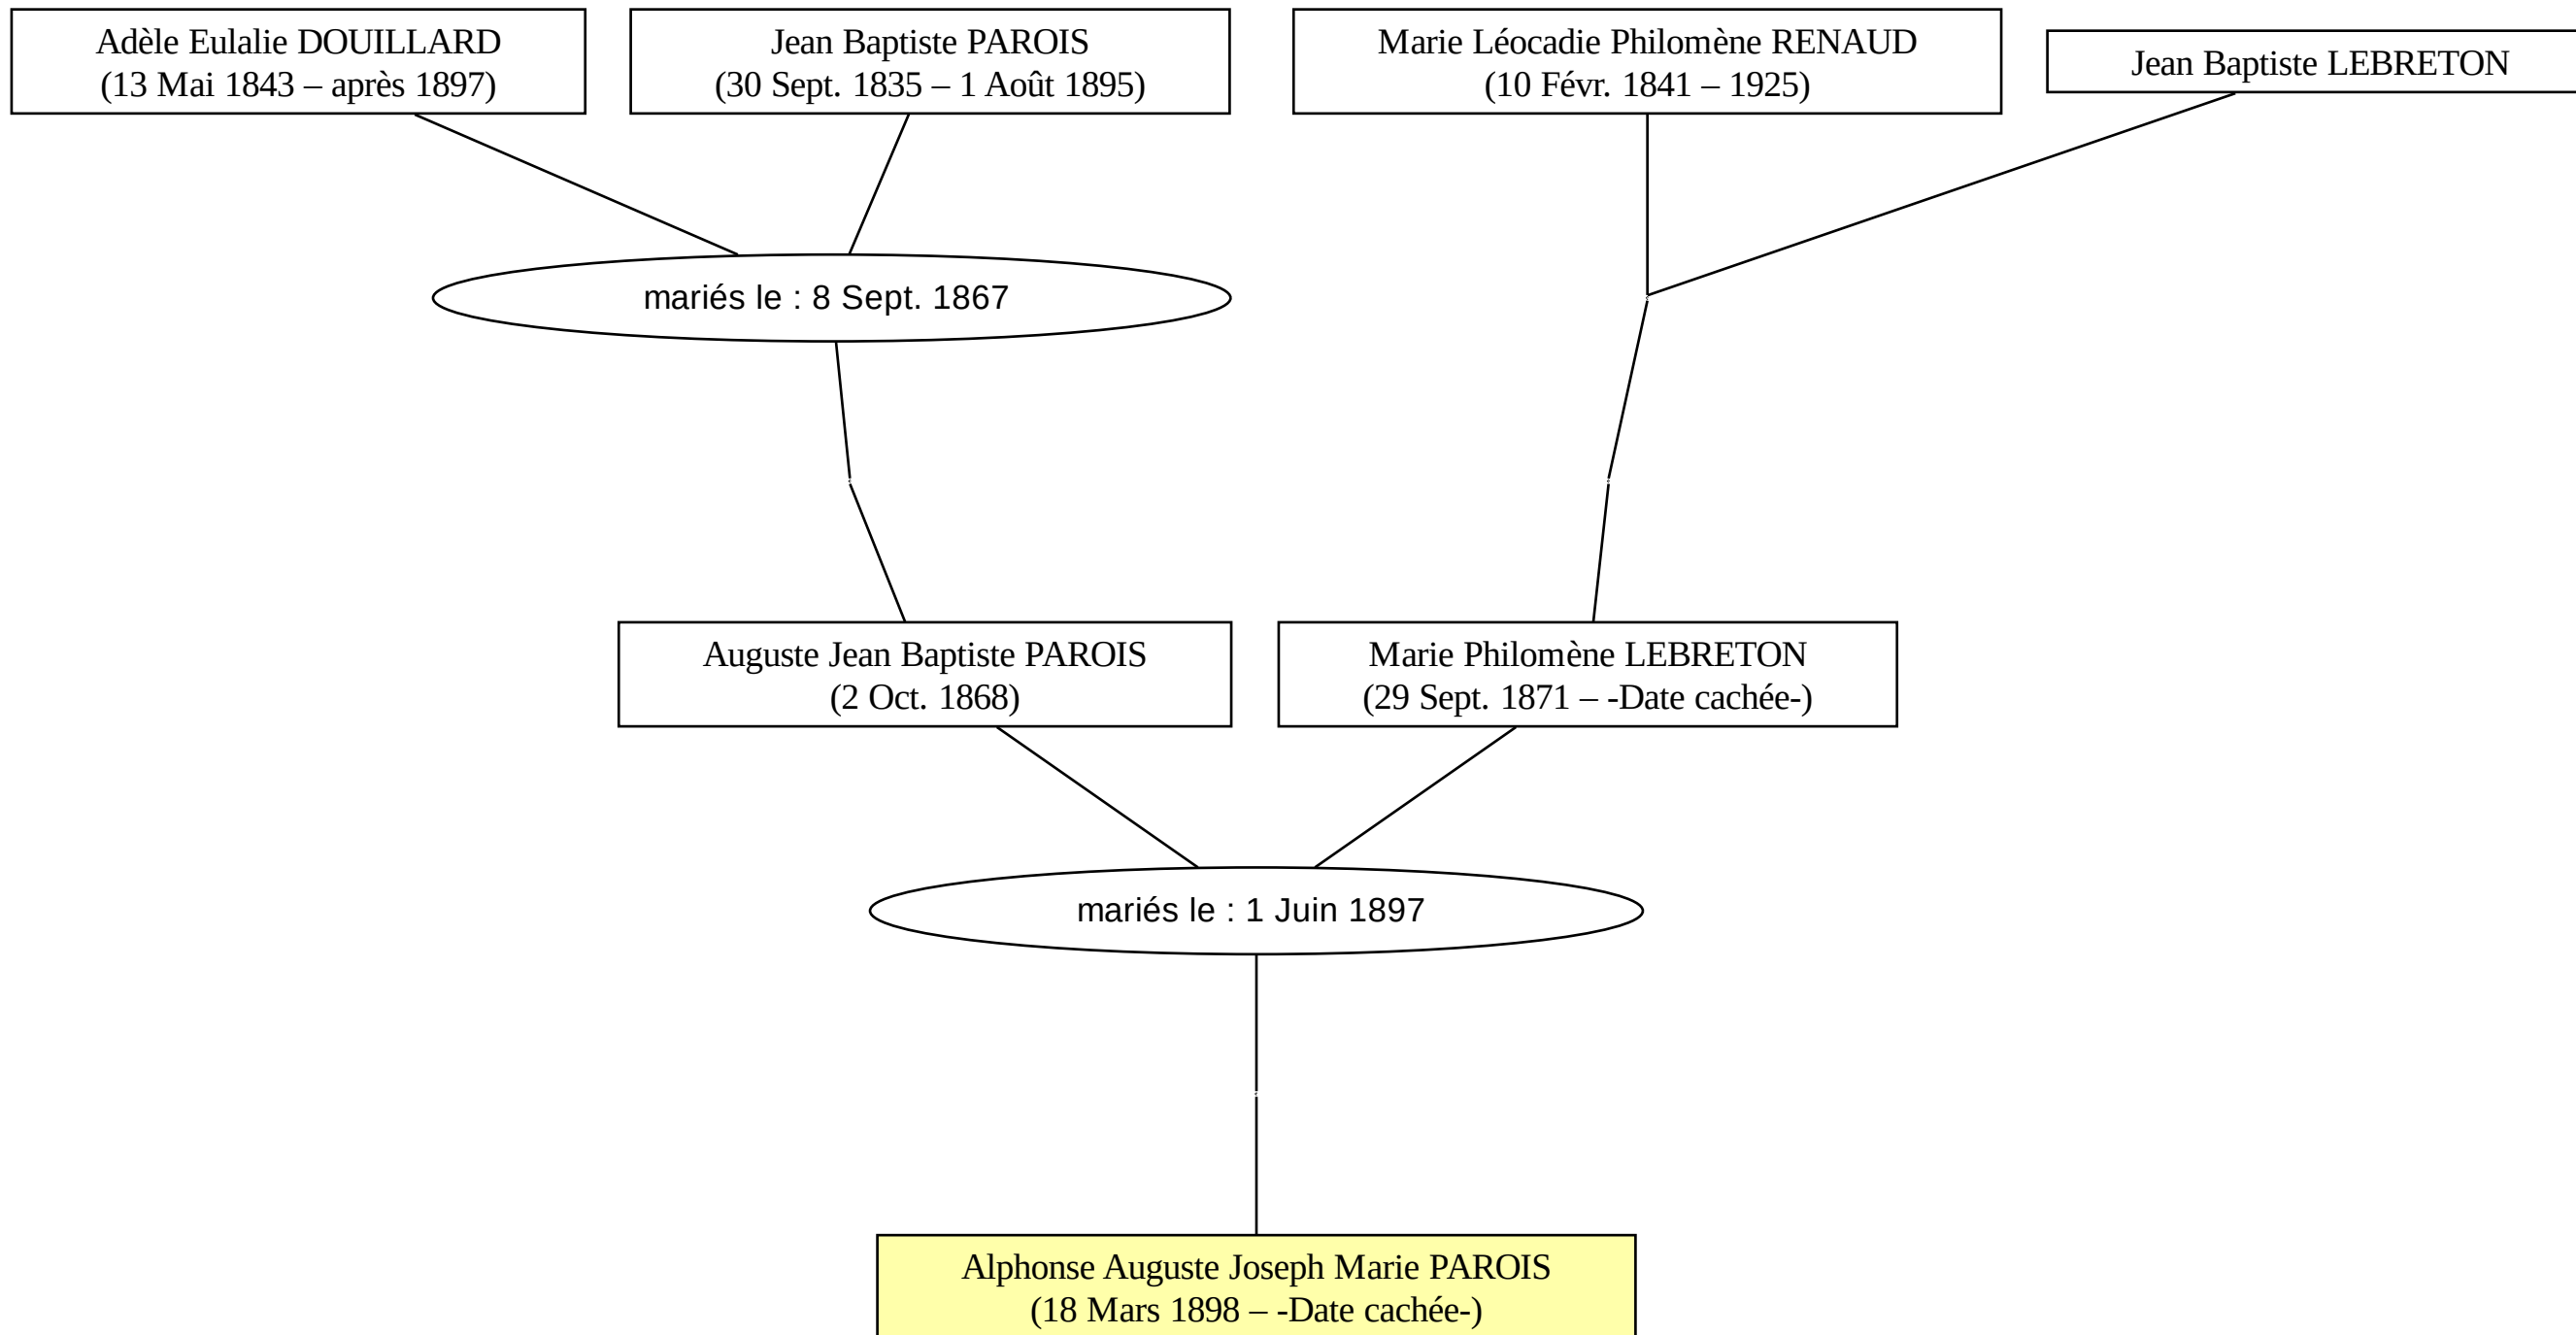 Adèle Eulalie DOUILLARD
(13 Mai 1843 – après 1897)
Jean Baptiste PAROIS
(30 Sept. 1835 – 1 Août 1895)
Marie Léocadie Philomène RENAUD
(10 Févr. 1841 – 1925)
Jean Baptiste LEBRETON
mariés le : 8 Sept. 1867
Auguste Jean Baptiste PAROIS
(2 Oct. 1868)
Marie Philomène LEBRETON
(29 Sept. 1871 – -Date cachée-)
mariés le : 1 Juin 1897
Alphonse Auguste Joseph Marie PAROIS
(18 Mars 1898 – -Date cachée-)